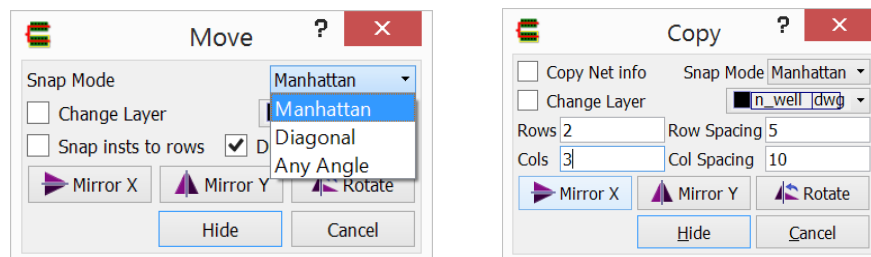 Move ?
Snap Mode Manhattan
Manhattan
Diagonal
Any Angle
Change Layer
Snap insts to rows D
Mirror X Mirror Y Rotate
Hide Cancel
Copy ?
Copy Net info Snap Mode Manhattan
Change Layer n_well dwg
Rows 2 Row Spacing 5
Cols 3 Col Spacing 10
Mirror X Mirror Y Rotate
Hide Cancel